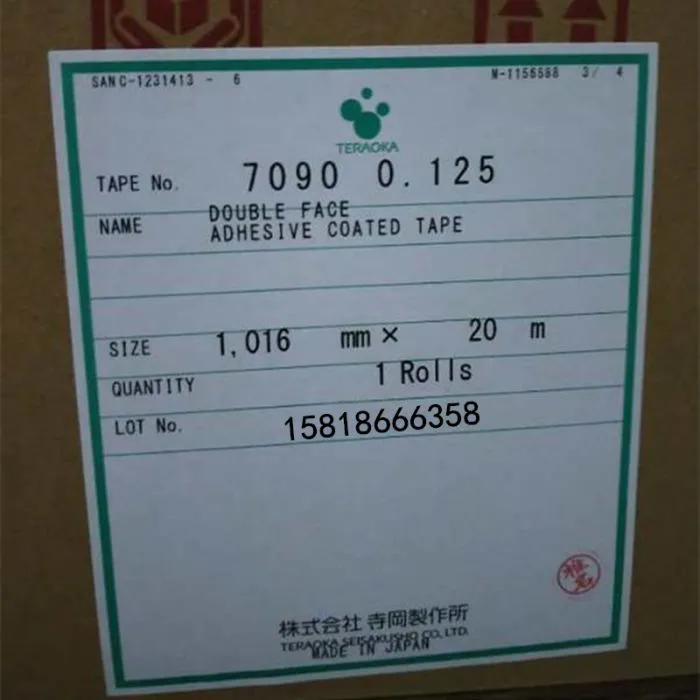 SANC-1231413 - 6
M-1156588 3/ 4
TERAOKA
TAPE No. 7090 0.125
NAME DOUBLE FACE
ADHESIVE COATED TAPE
SIZE 1,016 mm × 20 m
QUANTITY 1 Rolls
LOT No. 15818666358
株式会社 寺岡製作所
TERAOKA SEISAKUSHO CO., LTD.
MADE IN JAPAN